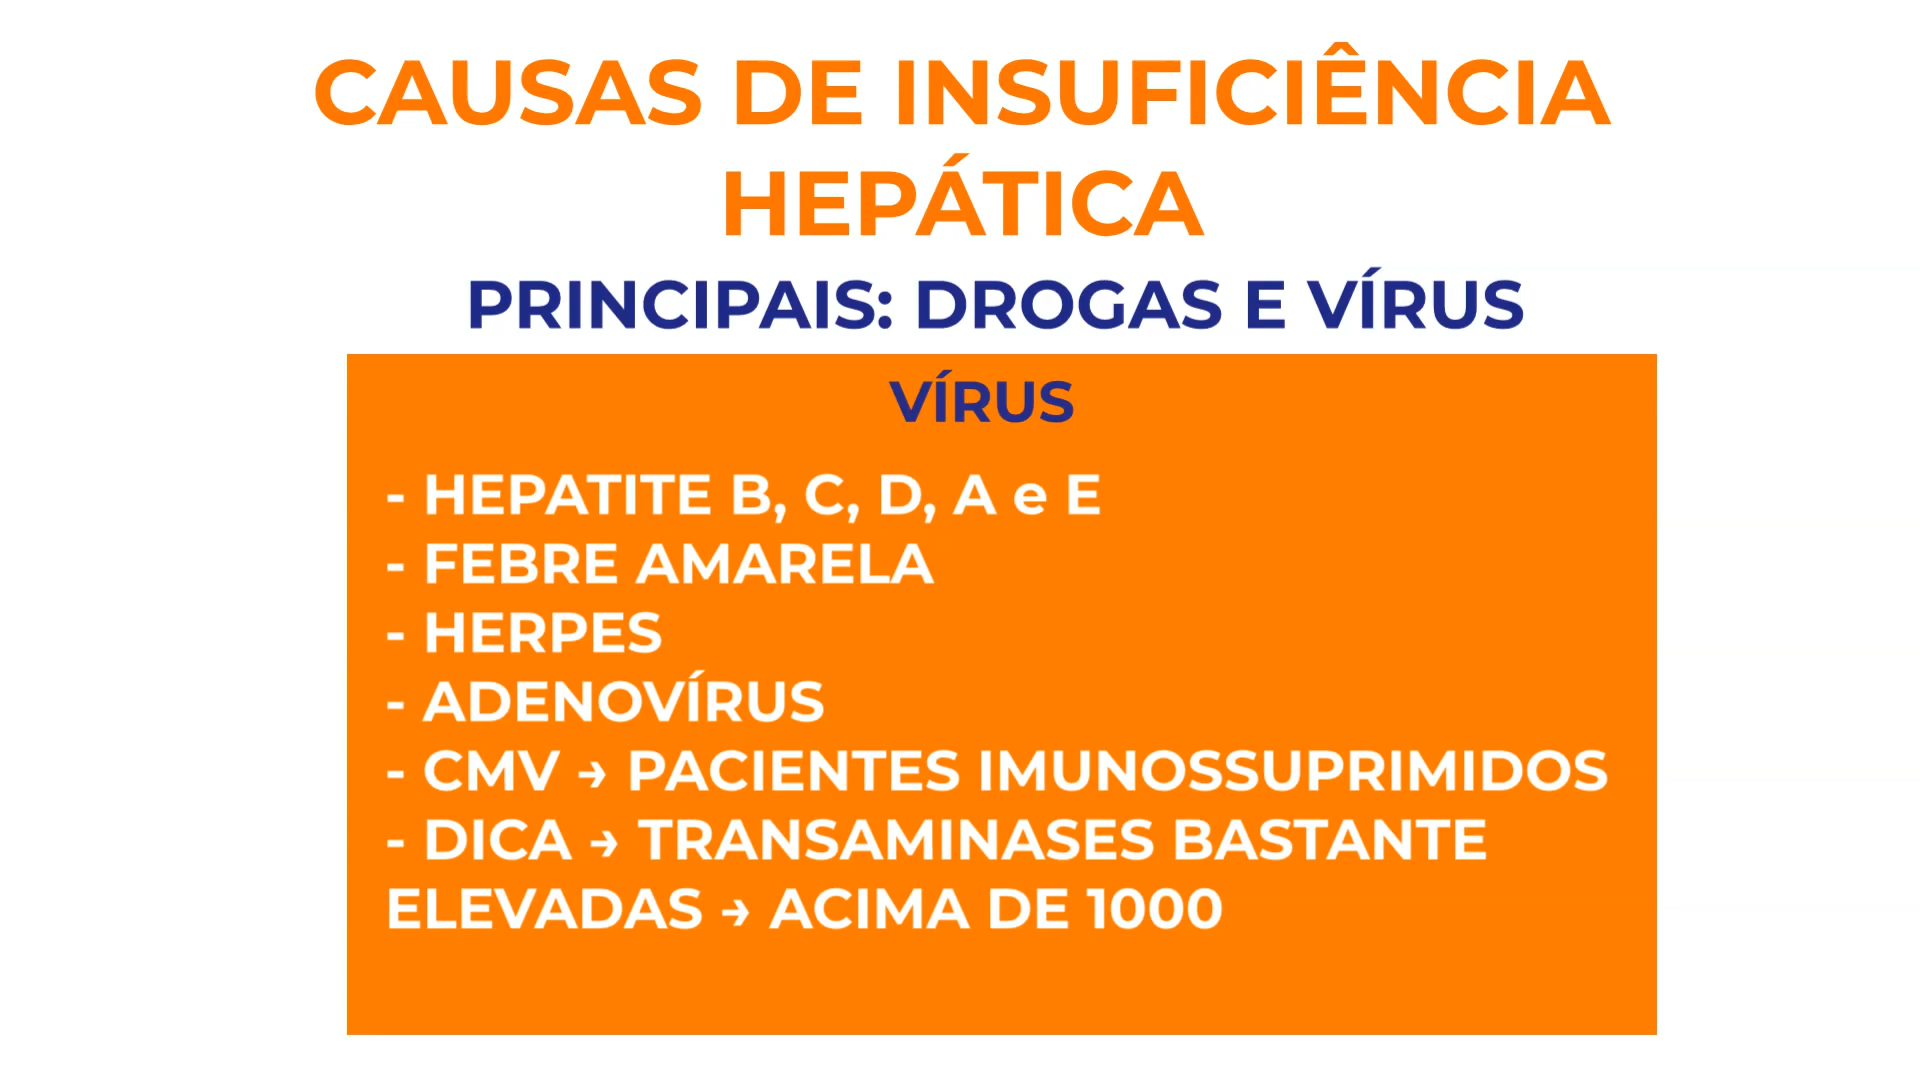 CAUSAS DE INSUFICIÊNCIA
HEPÁTICA
PRINCIPAIS: DROGAS E VÍRUS
VÍRUS
- HEPATITE B, C, D, A e E
- FEBRE AMARELA
- HERPES
- ADENOVÍRUS
- CMV → PACIENTES IMUNOSSUPRIMIDOS
- DICA → TRANSAMINASES BASTANTE
ELEVADAS → ACIMA DE 1000